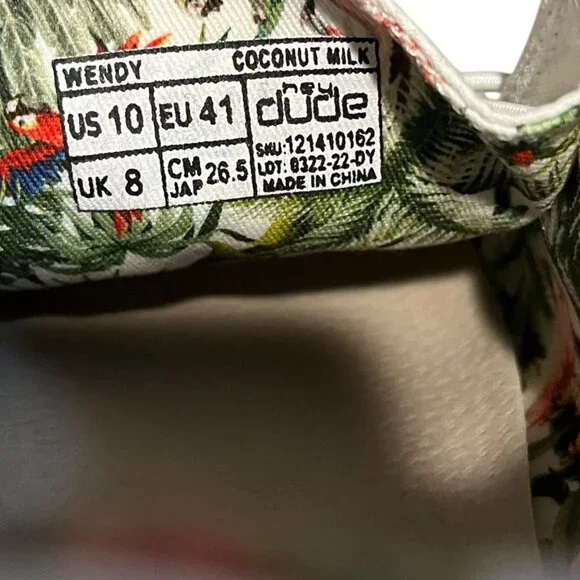 WENDY COCONUT MILK
US 10 EU 41 hey dude
SKU:121410162
UK 8 CM JAP 26.5 LOT: 0322-22-DY
MADE IN CHINA